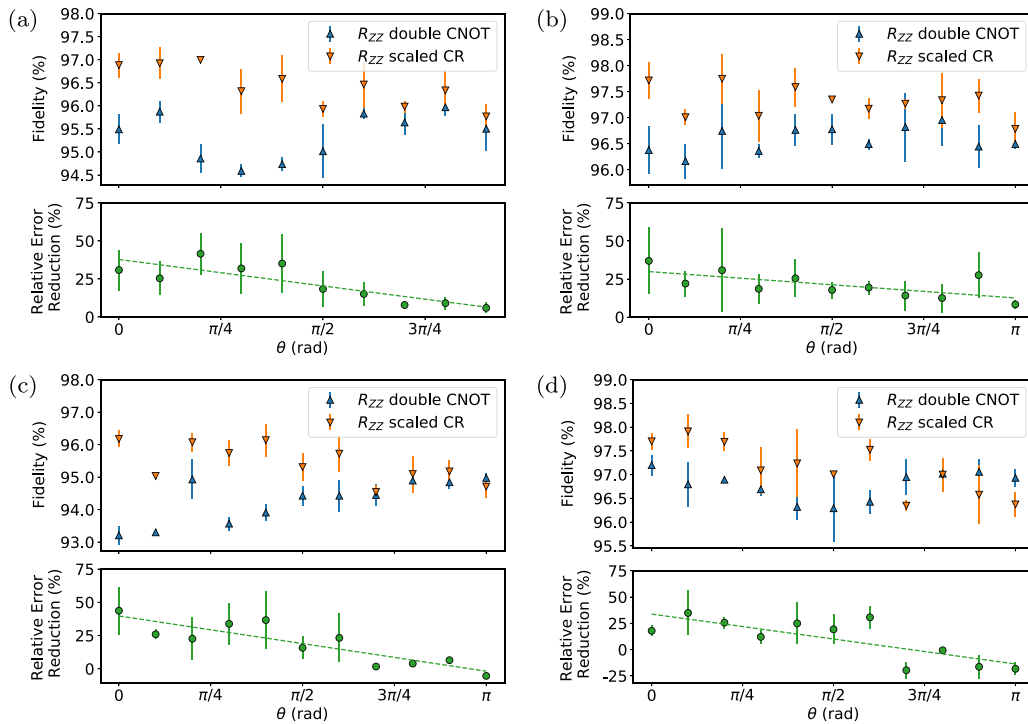 (a)
98.0
97.5
97.0
96.5
96.0
95.5
95.0
94.5
Fidelity (%)
R_ZZ double CNOT
R_ZZ scaled CR
75
50
25
0
Relative Error
Reduction (%)
0
π/4
π/2
3π/4
θ (rad)
(b)
99.0
98.5
98.0
97.5
97.0
96.5
96.0
Fidelity (%)
R_ZZ double CNOT
R_ZZ scaled CR
75
50
25
0
Relative Error
Reduction (%)
0
π/4
π/2
3π/4
π
θ (rad)
(c)
98.0
97.0
96.0
95.0
94.0
93.0
Fidelity (%)
R_ZZ double CNOT
R_ZZ scaled CR
75
50
25
0
Relative Error
Reduction (%)
0
π/4
π/2
3π/4
π
θ (rad)
(d)
99.0
98.5
98.0
97.5
97.0
96.5
96.0
95.5
Fidelity (%)
R_ZZ double CNOT
R_ZZ scaled CR
75
50
25
0
-25
Relative Error
Reduction (%)
0
π/4
π/2
3π/4
π
θ (rad)